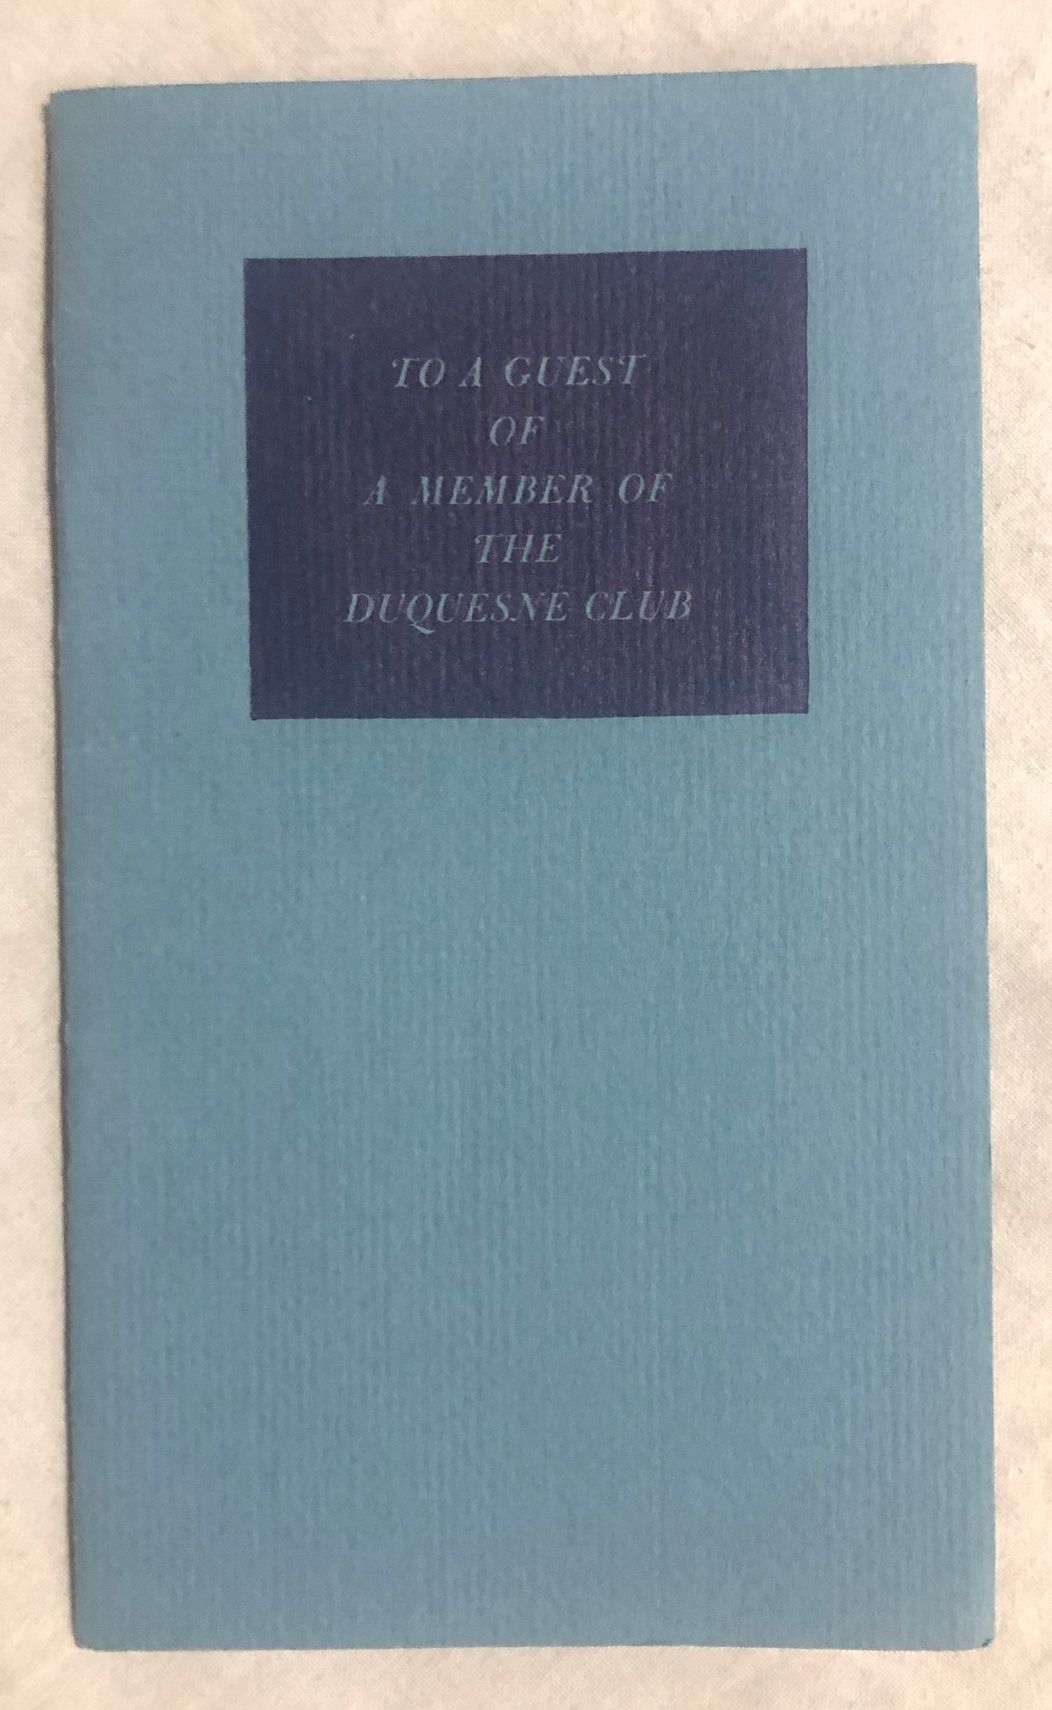 TO A GUEST
OF
A MEMBER OF
THE
DUQUESNE CLUB